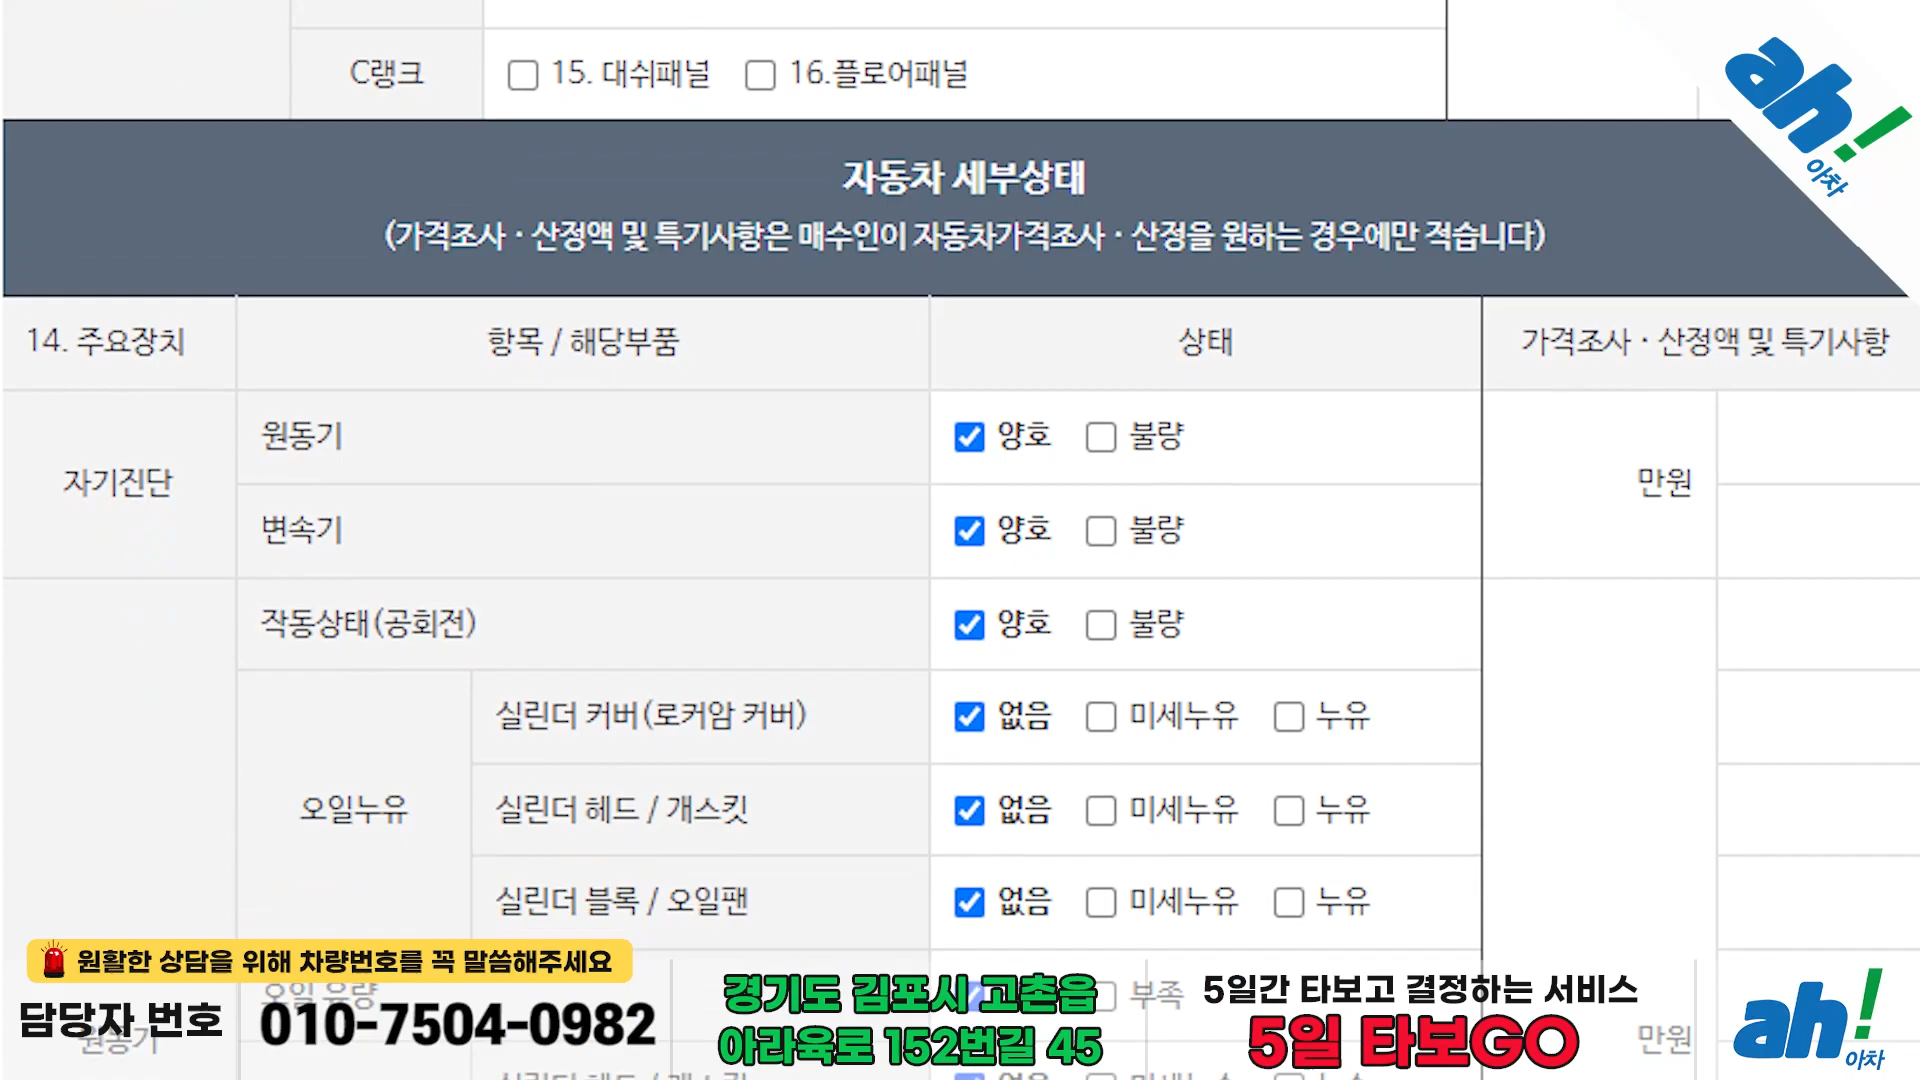 C랭크
15. 대쉬패널
16.플로어패널
ah!
아차
자동차 세부상태
(가격조사 · 산정액 및 특기사항은 매수인이 자동차가격조사 · 산정을 원하는 경우에만 적습니다)
14. 주요장치
항목 / 해당부품
상태
가격조사 · 산정액 및 특기사항
자기진단
원동기
양호
불량
만원
변속기
양호
불량
작동상태(공회전)
양호
불량
오일누유
실린더 커버(로커암 커버)
없음
미세누유
누유
실린더 헤드 / 개스킷
없음
미세누유
누유
실린더 블록 / 오일팬
없음
미세누유
누유
원활한 상담을 위해 차량번호를 꼭 말씀해주세요
오일 유량
부족
원동기
만원
담당자 번호
010-7504-0982
경기도 김포시 고촌읍
아라육로 152번길 45
5일간 타보고 결정하는 서비스
5일 타보GO
ah!
아차